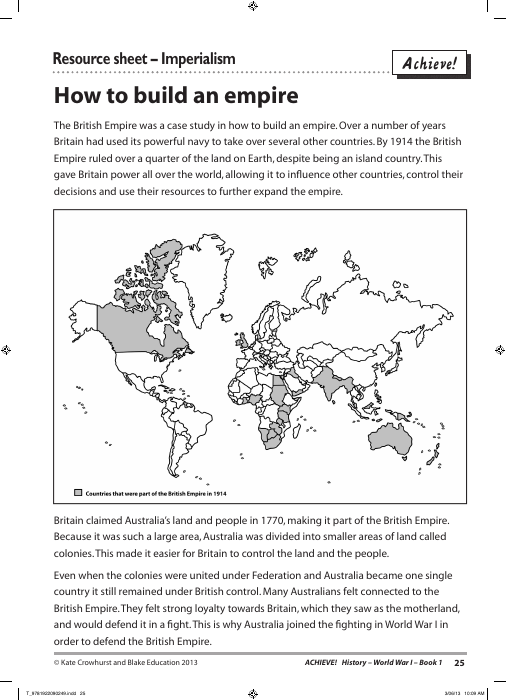 Resource sheet – Imperialism
Achieve!
How to build an empire
The British Empire was a case study in how to build an empire. Over a number of years
Britain had used its powerful navy to take over several other countries. By 1914 the British
Empire ruled over a quarter of the land on Earth, despite being an island country. This
gave Britain power all over the world, allowing it to influence other countries, control their
decisions and use their resources to further expand the empire.
Countries that were part of the British Empire in 1914
Britain claimed Australia's land and people in 1770, making it part of the British Empire.
Because it was such a large area, Australia was divided into smaller areas of land called
colonies. This made it easier for Britain to control the land and the people.
Even when the colonies were united under Federation and Australia became one single
country it still remained under British control. Many Australians felt connected to the
British Empire. They felt strong loyalty towards Britain, which they saw as the motherland,
and would defend it in a fight. This is why Australia joined the fighting in World War I in
order to defend the British Empire.
© Kate Crowhurst and Blake Education 2013
ACHIEVE! History – World War I – Book 1 25
T_9781922090249.indd 25
3/06/13 10:09 AM